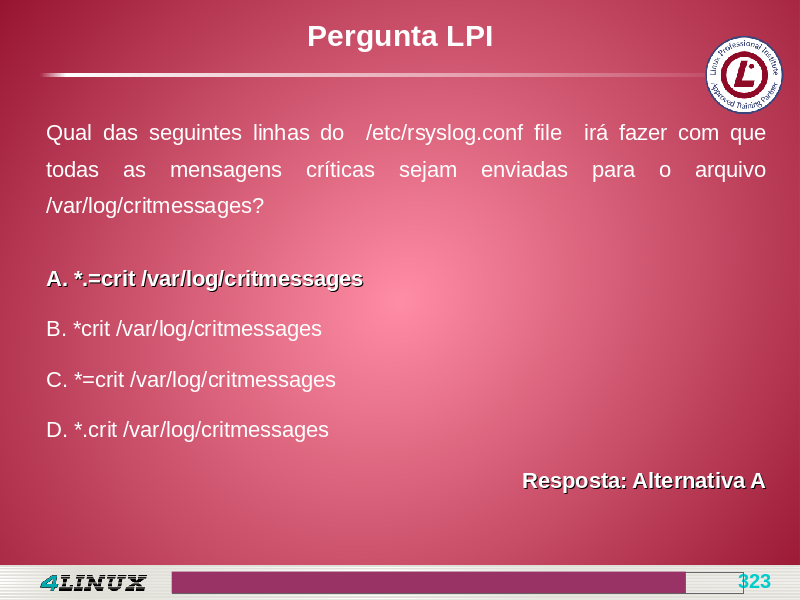 Pergunta LPI
Linux Professional Institute
Approved Training Partner
Qual das seguintes linhas do /etc/rsyslog.conf file irá fazer com que
todas as mensagens críticas sejam enviadas para o arquivo
/var/log/critmessages?
A. *.=crit /var/log/critmessages
B. *crit /var/log/critmessages
C. *=crit /var/log/critmessages
D. *.crit /var/log/critmessages
Resposta: Alternativa A
4LINUX
323